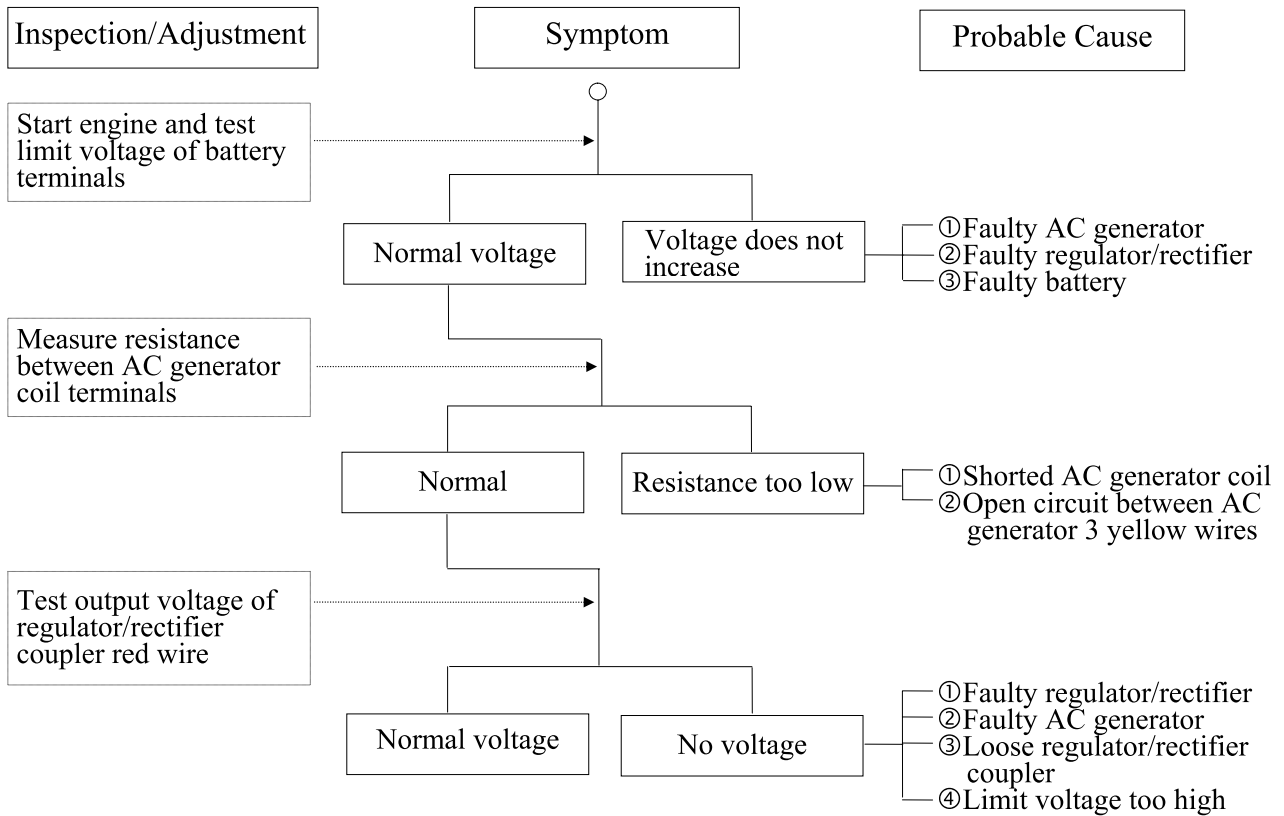 Inspection/Adjustment
Symptom
Probable Cause
Start engine and test
limit voltage of battery
terminals
Normal voltage
Voltage does not
increase
①Faulty AC generator
②Faulty regulator/rectifier
③Faulty battery
Measure resistance
between AC generator
coil terminals
Normal
Resistance too low
①Shorted AC generator coil
②Open circuit between AC
generator 3 yellow wires
Test output voltage of
regulator/rectifier
coupler red wire
Normal voltage
No voltage
①Faulty regulator/rectifier
②Faulty AC generator
③Loose regulator/rectifier
coupler
④Limit voltage too high